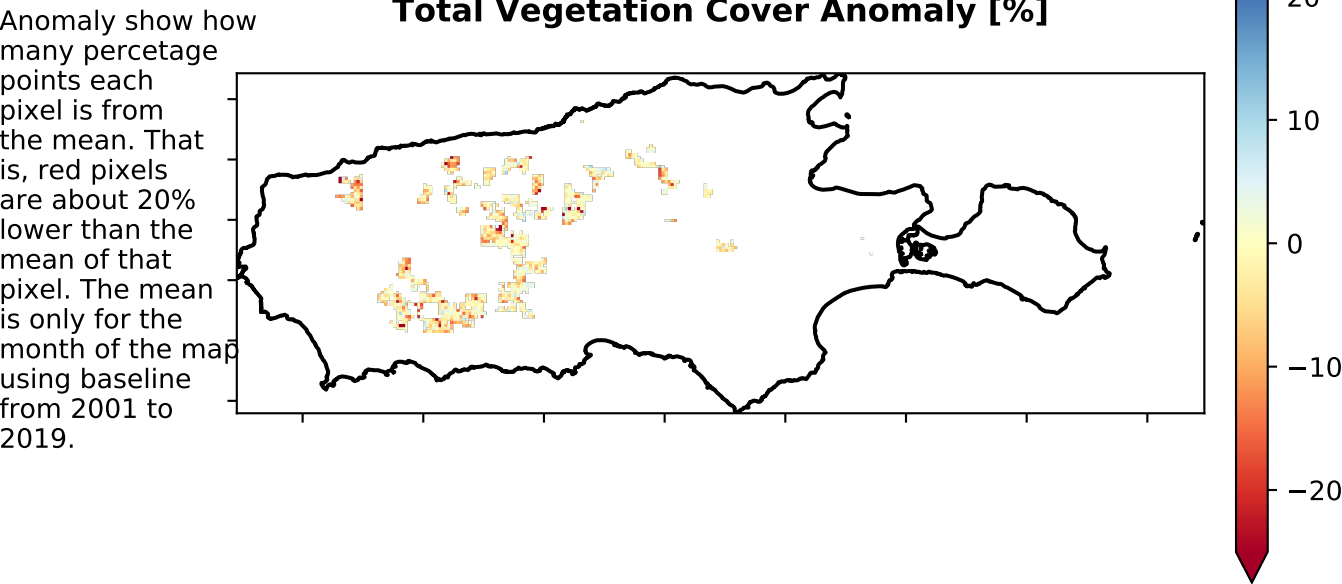 Total Vegetation Cover Anomaly [%]
Anomaly show how
many percetage
points each
pixel is from
the mean. That
is, red pixels
are about 20%
lower than the
mean of that
pixel. The mean
is only for the
month of the map
using baseline
from 2001 to
2019.
20
10
0
−10
−20